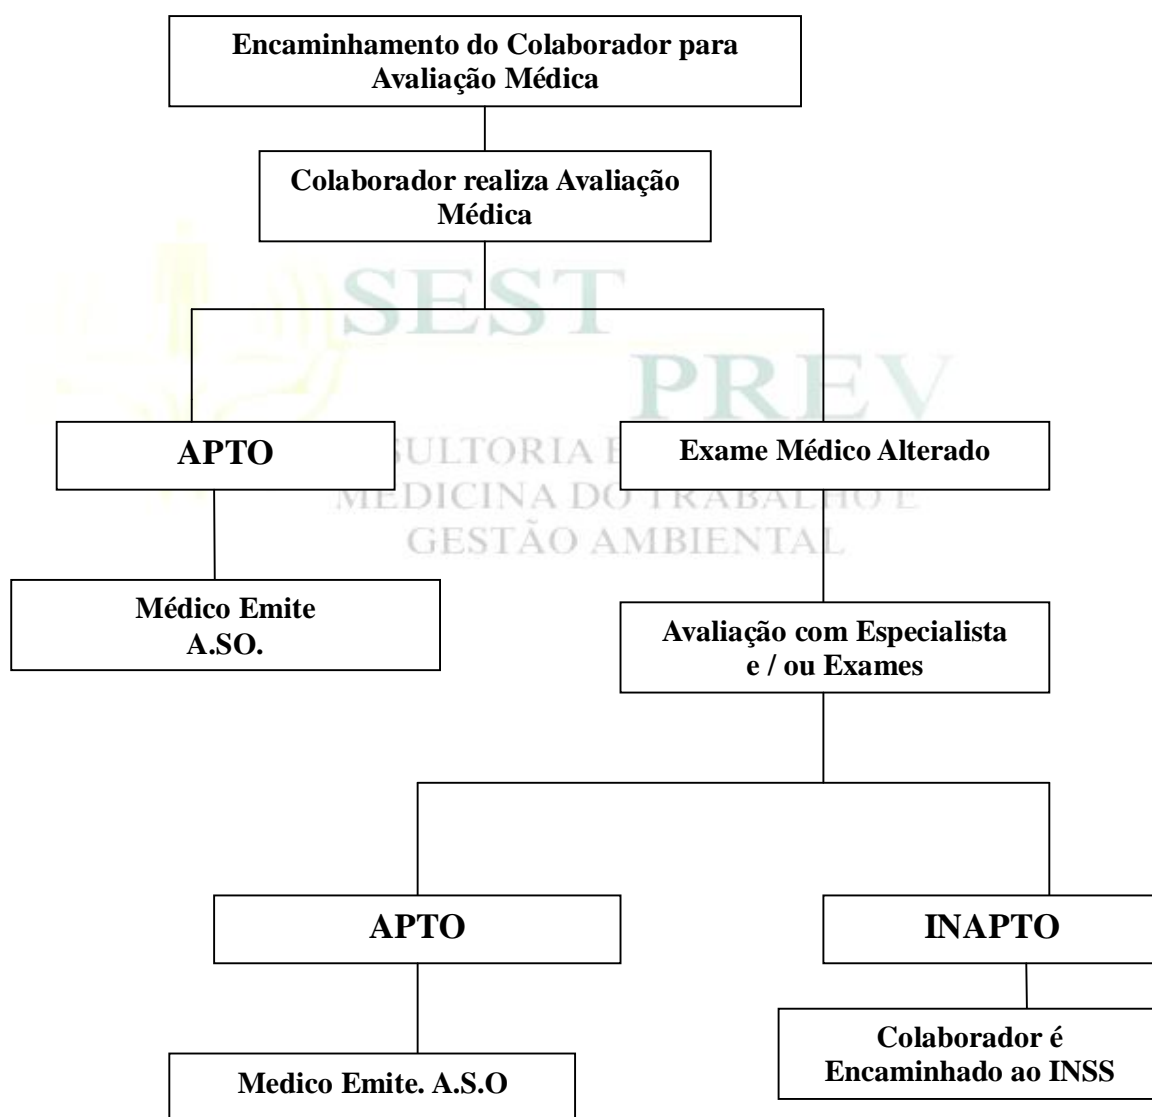 Encaminhamento do Colaborador para
Avaliação Médica
Colaborador realiza Avaliação
Médica
SEST
PREV
APTO
Exame Médico Alterado
SULTORIA E
MEDICINA DO TRABALHO E
GESTÃO AMBIENTAL
Médico Emite
A.SO.
Avaliação com Especialista
e / ou Exames
APTO
INAPTO
Medico Emite. A.S.O
Colaborador é
Encaminhado ao INSS